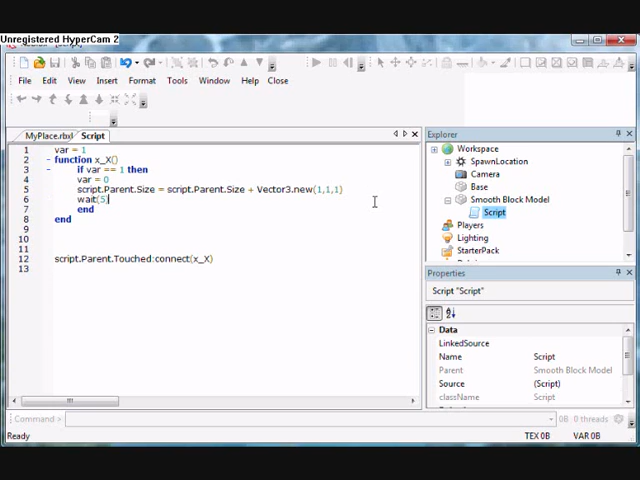 Unregistered HyperCam 2
File Edit View Insert Format Tools Window Help Close
MyPlace.rbxl Script
1 var = 1
2 function x_X()
3 if var == 1 then
4 var = 0
5 script.Parent.Size = script.Parent.Size + Vector3.new(1,1,1)
6 wait(5)
7 end
8 end
9
10
11
12 script.Parent.Touched:connect(x_X)
13
Explorer
Workspace
SpawnLocation
Camera
Base
Smooth Block Model
Script
Players
Lighting
StarterPack
Properties
Script "Script"
Data
LinkedSource
Name Script
Parent Smooth Block Model
Source (Script)
className Script
Command >
0B 0 threads
Ready
TEX 0B VAR 0B